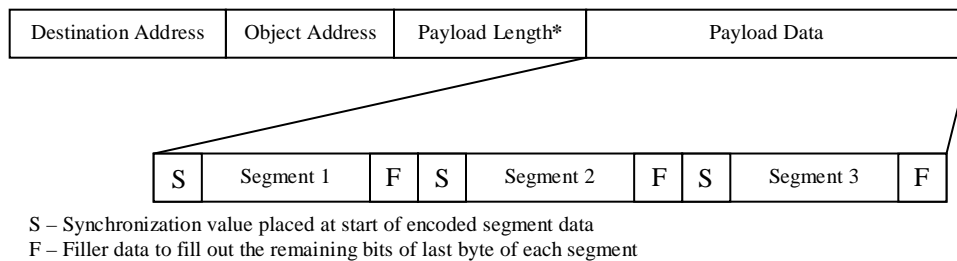 Destination Address Object Address Payload Length* Payload Data
S Segment 1 F S Segment 2 F S Segment 3 F
S – Synchronization value placed at start of encoded segment data
F – Filler data to fill out the remaining bits of last byte of each segment